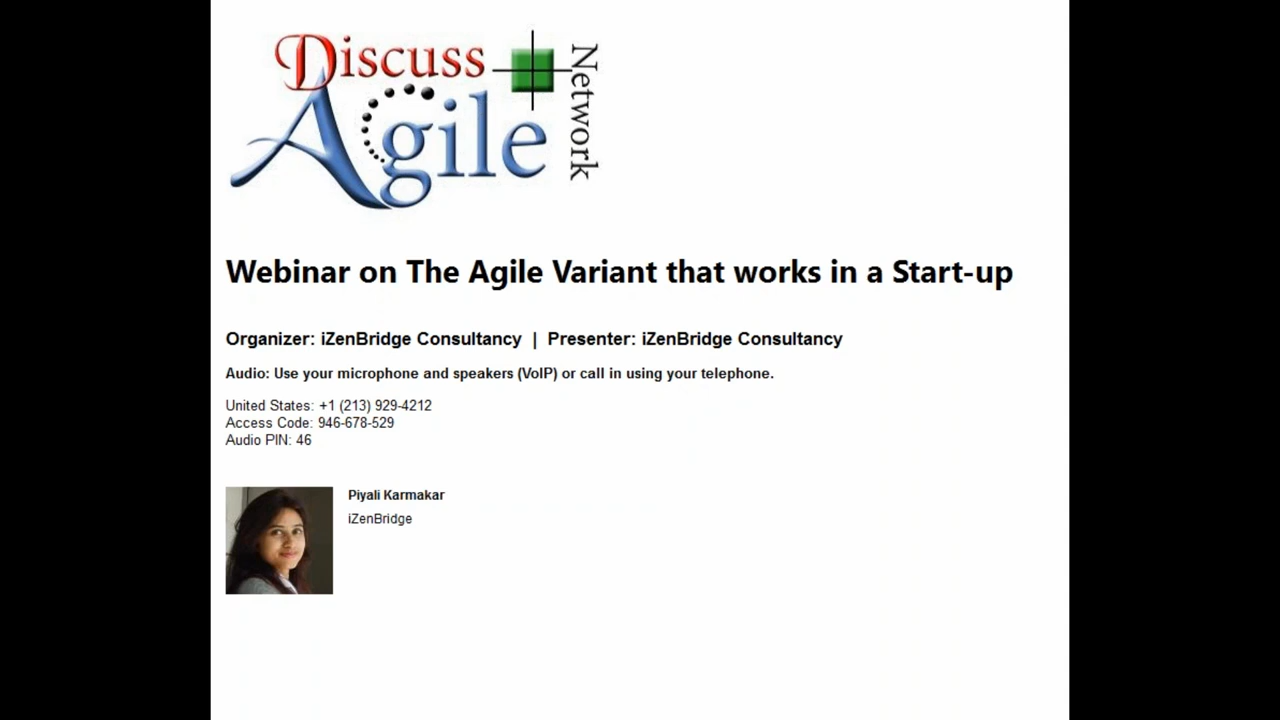 Discuss
Agile
Network
Webinar on The Agile Variant that works in a Start-up
Organizer: iZenBridge Consultancy | Presenter: iZenBridge Consultancy
Audio: Use your microphone and speakers (VoIP) or call in using your telephone.
United States: +1 (213) 929-4212
Access Code: 946-678-529
Audio PIN: 46
Piyali Karmakar
iZenBridge